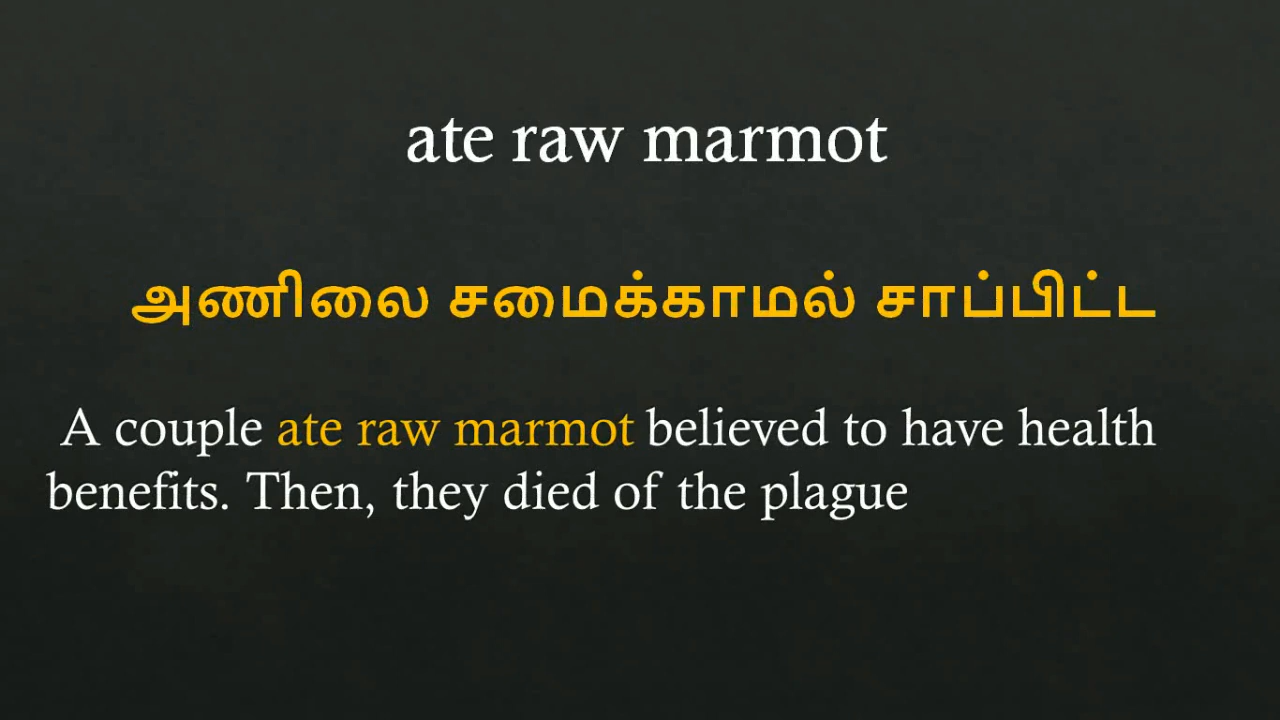 ate raw marmot
அணிலை சமைக்காமல் சாப்பிட்ட
A couple ate raw marmot believed to have health
benefits. Then, they died of the plague